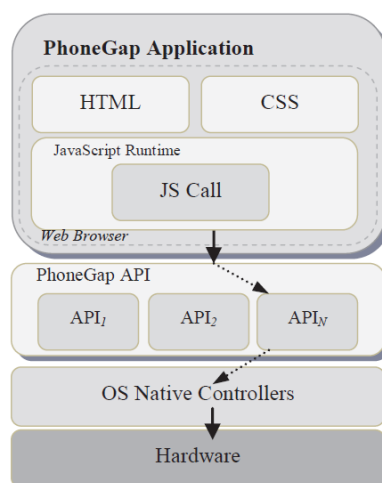 PhoneGap Application
HTML CSS
JavaScript Runtime
JS Call
Web Browser
PhoneGap API
API1 API2 APIN
OS Native Controllers
Hardware